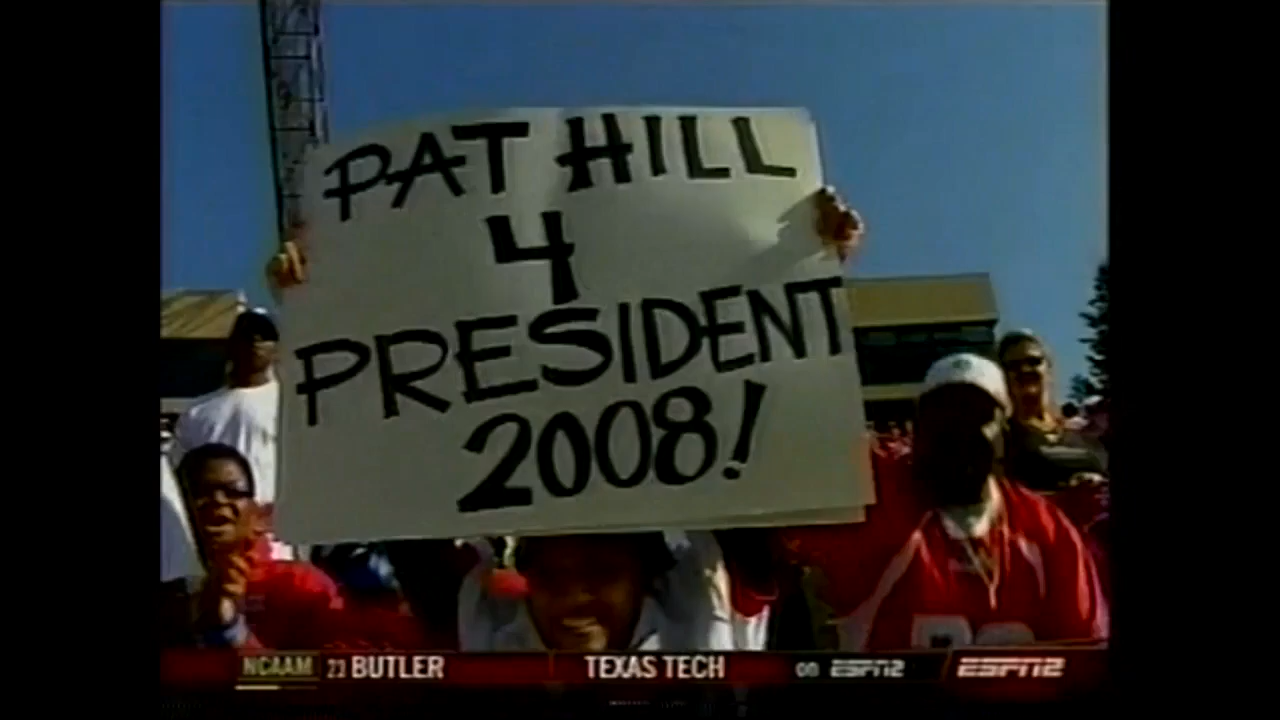 PAT HILL
4
PRESIDENT
2008!
NCAAM 23 BUTLER TEXAS TECH on ESPN2 ESPN2